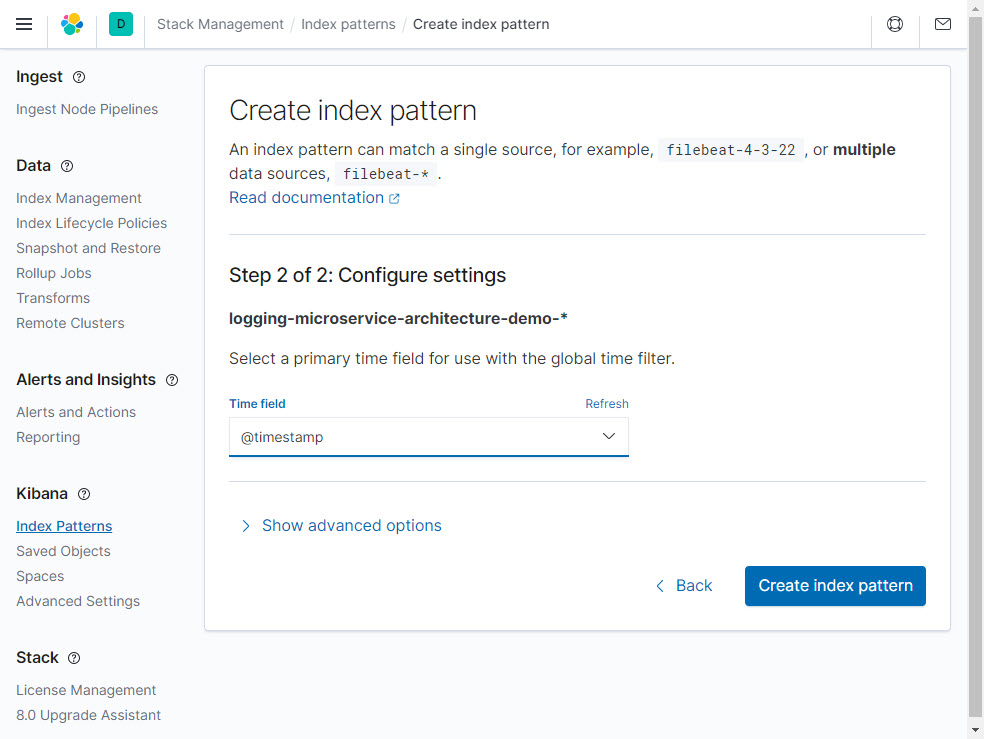 D Stack Management / Index patterns / Create index pattern
Ingest
Ingest Node Pipelines
Data
Index Management
Index Lifecycle Policies
Snapshot and Restore
Rollup Jobs
Transforms
Remote Clusters
Alerts and Insights
Alerts and Actions
Reporting
Kibana
Index Patterns
Saved Objects
Spaces
Advanced Settings
Stack
License Management
8.0 Upgrade Assistant
Create index pattern
An index pattern can match a single source, for example, filebeat-4-3-22 , or multiple
data sources, filebeat-* .
Read documentation
Step 2 of 2: Configure settings
logging-microservice-architecture-demo-*
Select a primary time field for use with the global time filter.
Time field Refresh
@timestamp
Show advanced options
Back Create index pattern